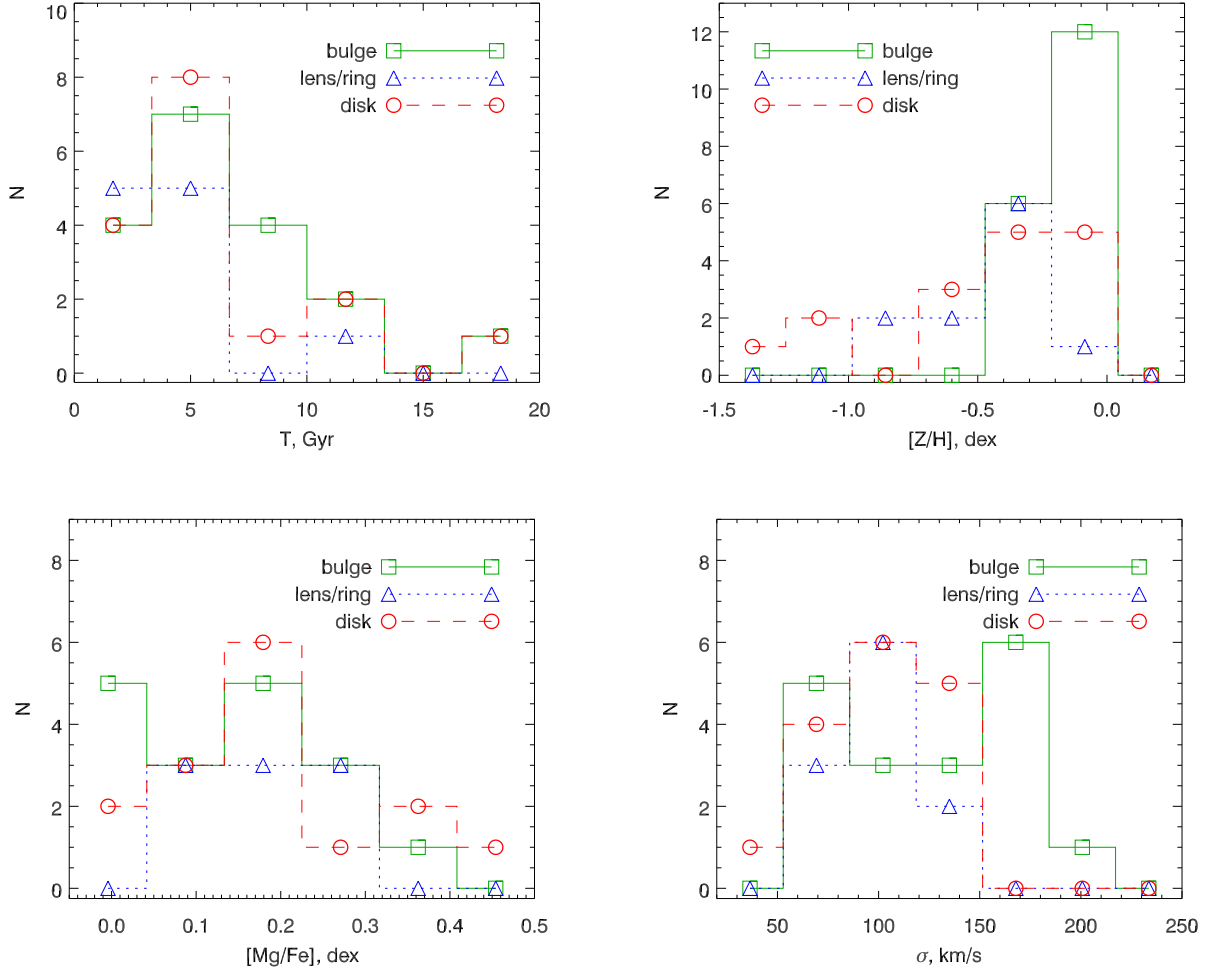 10
8
6
4
2
0
N
bulge
lens/ring
disk
0 5 10 15 20
T, Gyr
12
10
8
6
4
2
0
N
bulge
lens/ring
disk
-1.5 -1.0 -0.5 0.0
[Z/H], dex
8
6
4
2
0
N
bulge
lens/ring
disk
0.0 0.1 0.2 0.3 0.4 0.5
[Mg/Fe], dex
8
6
4
2
0
N
bulge
lens/ring
disk
50 100 150 200 250
σ, km/s